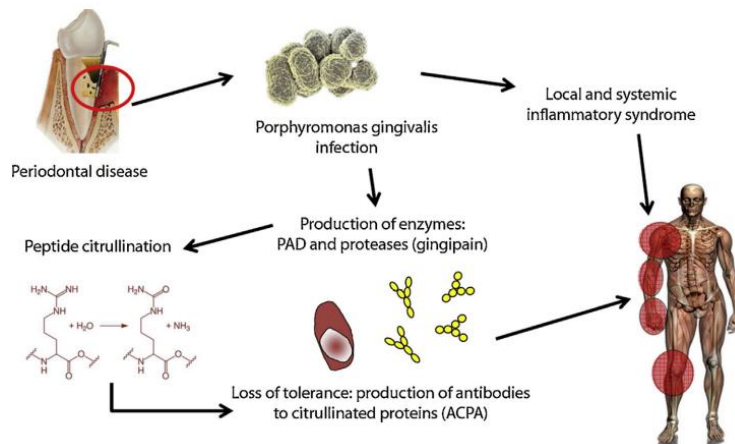 Periodontal disease
Porphyromonas gingivalis
infection
Local and systemic
inflammatory syndrome
Production of enzymes:
PAD and proteases (gingipain)
Peptide citrullination
H₂N NH
NH
+ H₂O
N
H
O
O
H₂N O
NH
+ NH₃
N
H
O
O
Loss of tolerance: production of antibodies
to citrullinated proteins (ACPA)